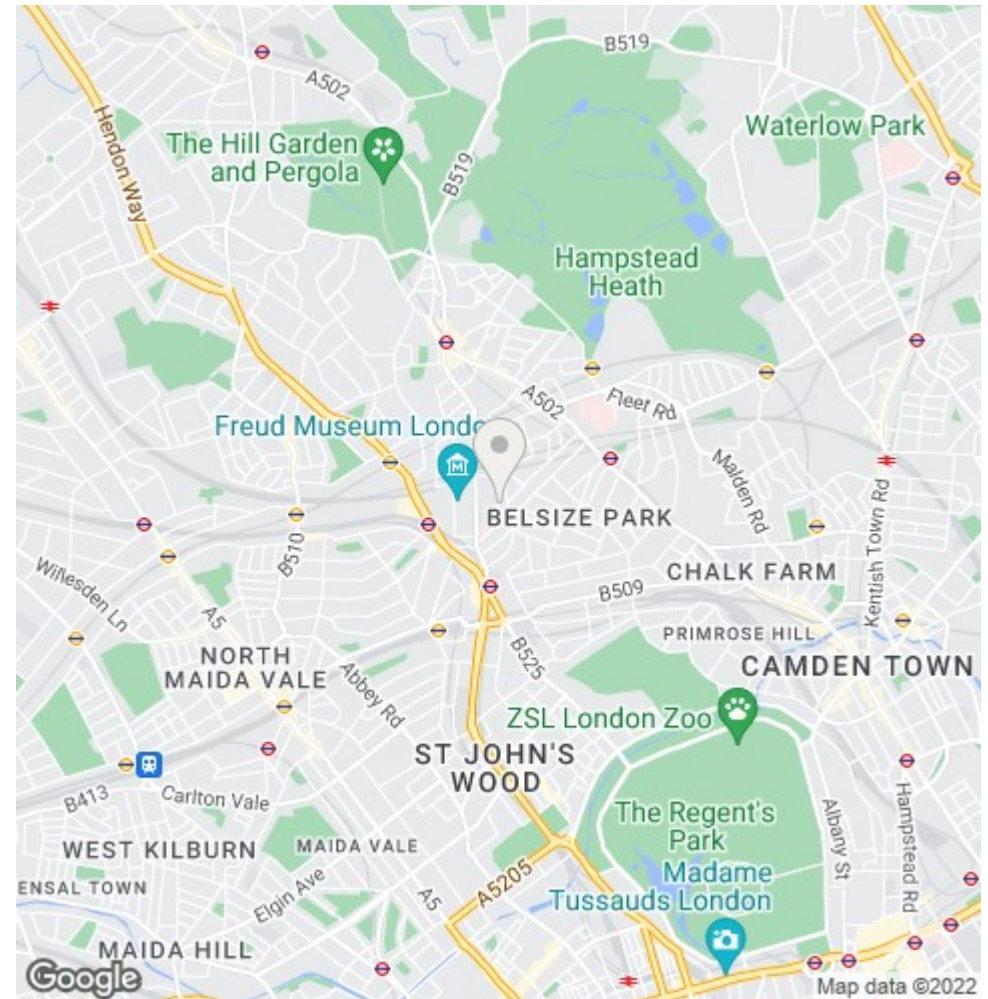 B519
A502
Hendon Way
The Hill Garden
and Pergola
B519
Waterlow Park
Hampstead
Heath
A502
Fleet Rd
Freud Museum London
Malden Rd
BELSIZE PARK
Kentish Town Rd
B510
CHALK FARM
Willesden Ln
B509
A5
PRIMROSE HILL
NORTH
MAIDA VALE
B525
CAMDEN TOWN
Abbey Rd
ZSL London Zoo
ST JOHN'S
WOOD
B413
Carlton Vale
The Regent's
Park
Albany St
Hampstead Rd
WEST KILBURN
MAIDA VALE
Madame
Tussauds London
A5205
ENSAL TOWN
Elgin Ave
A5
MAIDA HILL
Google
Map data ©2022